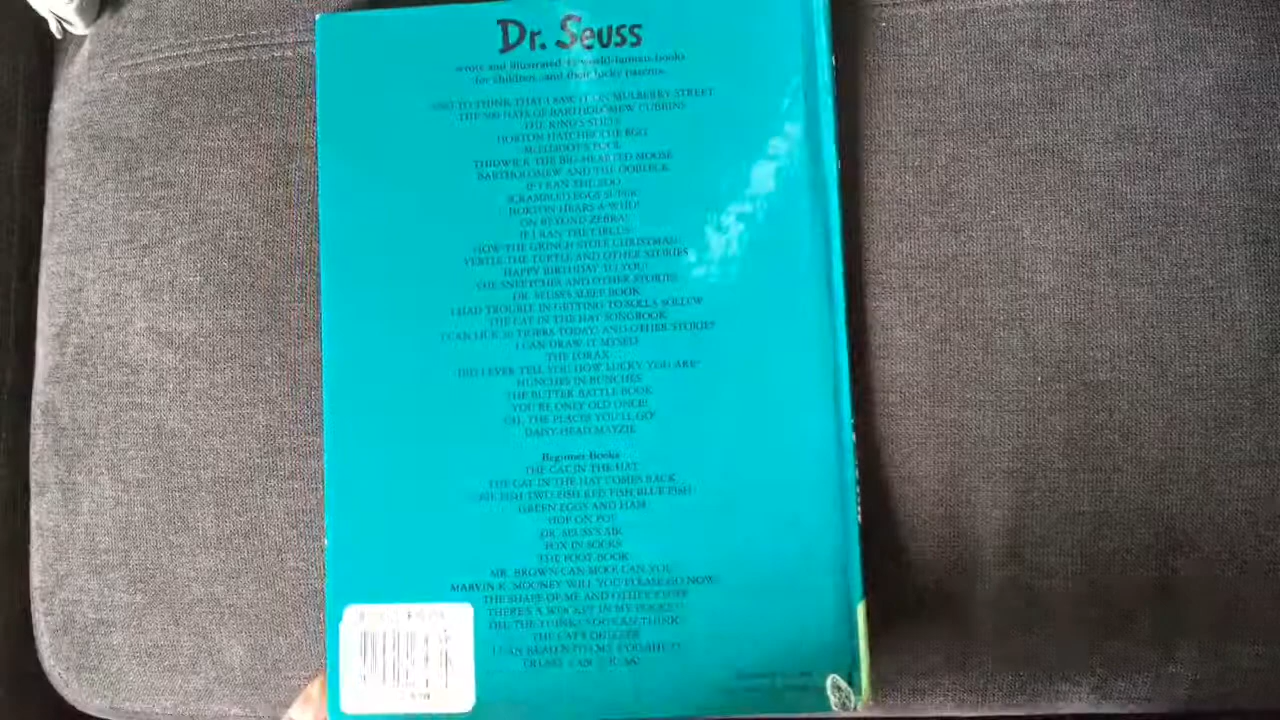 Dr. Seuss
wrote and illustrated world-famous books
for children and their lucky parents
AND TO THINK THAT I SAW IT ON MULBERRY STREET
THE 500 HATS OF BARTHOLOMEW CUBBINS
THE KING'S STILTS
HORTON HATCHES THE EGG
McELLIGOT'S POOL
THIDWICK THE BIG-HEARTED MOOSE
BARTHOLOMEW AND THE OOBLECK
IF I RAN THE ZOO
SCRAMBLED EGGS SUPER!
HORTON HEARS A WHO!
ON BEYOND ZEBRA!
IF I RAN THE CIRCUS
HOW THE GRINCH STOLE CHRISTMAS!
YERTLE THE TURTLE AND OTHER STORIES
HAPPY BIRTHDAY TO YOU!
THE SNEETCHES AND OTHER STORIES
DR. SEUSS'S SLEEP BOOK
I HAD TROUBLE IN GETTING TO SOLLA SOLLEW
THE CAT IN THE HAT SONGBOOK
I CAN LICK 30 TIGERS TODAY! AND OTHER STORIES
I CAN DRAW IT MYSELF
THE LORAX
DID I EVER TELL YOU HOW LUCKY YOU ARE?
HUNCHES IN BUNCHES
THE BUTTER BATTLE BOOK
YOU'RE ONLY OLD ONCE!
OH, THE PLACES YOU'LL GO!
DAISY-HEAD MAYZIE
Beginner Books
THE CAT IN THE HAT
THE CAT IN THE HAT COMES BACK
ONE FISH TWO FISH RED FISH BLUE FISH
GREEN EGGS AND HAM
HOP ON POP
DR. SEUSS'S ABC
FOX IN SOCKS
THE FOOT BOOK
MR. BROWN CAN MOO! CAN YOU?
MARVIN K. MOONEY WILL YOU PLEASE GO NOW!
THE SHAPE OF ME AND OTHER STUFF
THERE'S A WOCKET IN MY POCKET!
OH, THE THINKS YOU CAN THINK!
THE CAT'S QUIZZER
I CAN READ WITH MY EYES SHUT!